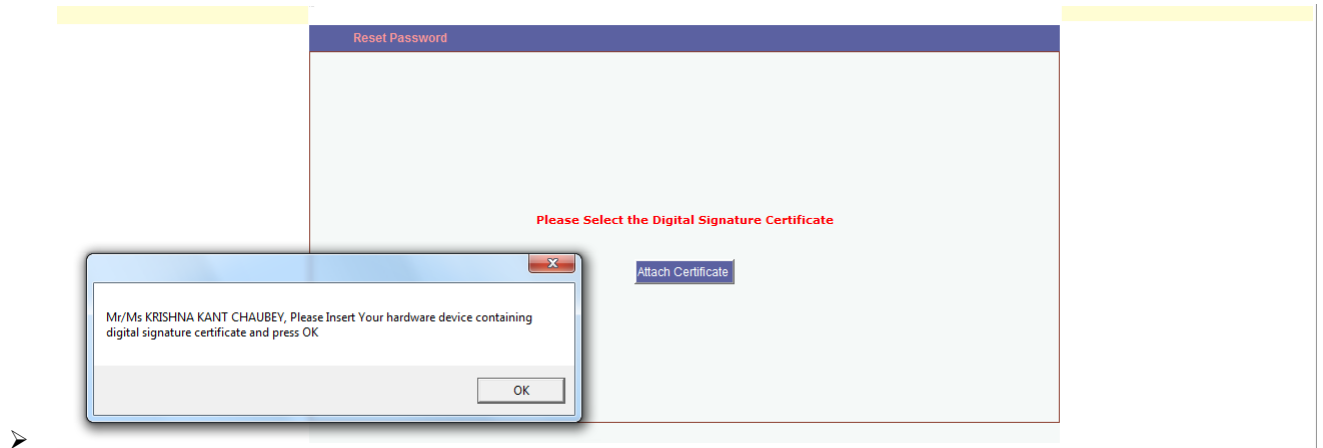 Reset Password
Please Select the Digital Signature Certificate
Attach Certificate
Mr/Ms KRISHNA KANT CHAUBEY, Please Insert Your hardware device containing
digital signature certificate and press OK
OK